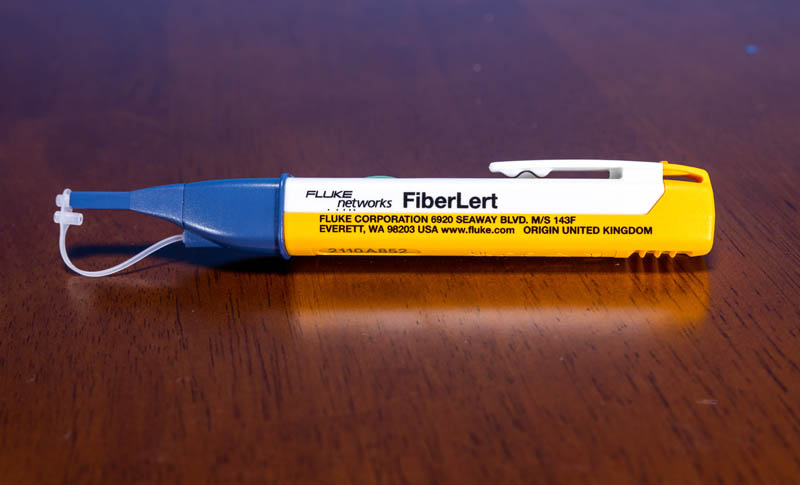 FLUKE networks FiberLert
FLUKE CORPORATION 6920 SEAWAY BLVD. M/S 143F
EVERETT, WA 98203 USA www.fluke.com ORIGIN UNITED KINGDOM
2110A852